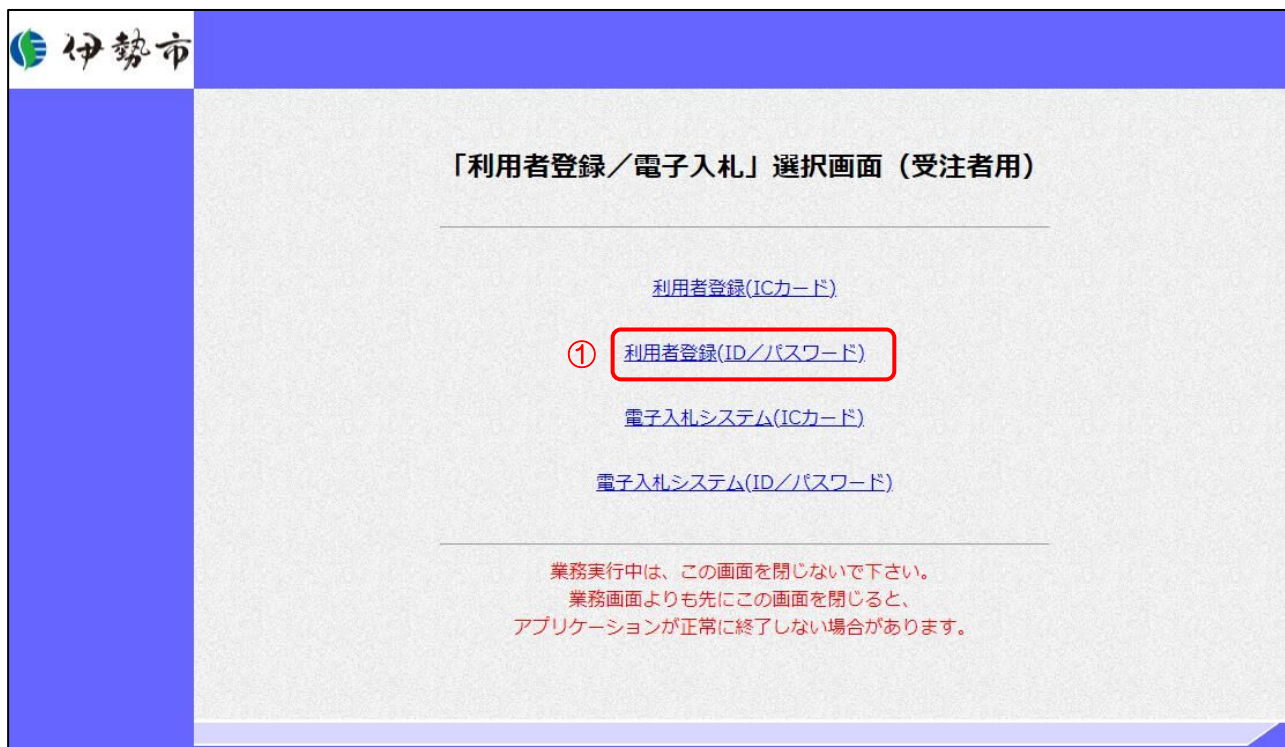 伊勢市
「利用者登録／電子入札」選択画面（受注者用）
利用者登録(ICカード)
① 利用者登録(ID／パスワード)
電子入札システム(ICカード)
電子入札システム(ID／パスワード)
業務実行中は、この画面を閉じないで下さい。
業務画面よりも先にこの画面を閉じると、
アプリケーションが正常に終了しない場合があります。